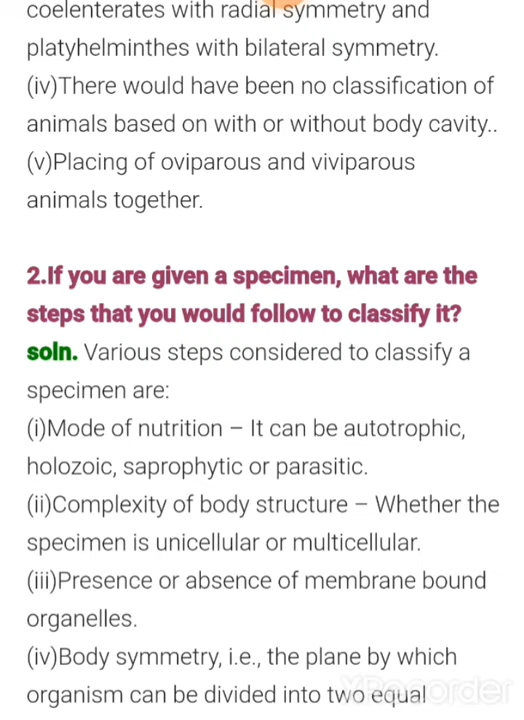 coelenterates with radial symmetry and
platyhelminthes with bilateral symmetry.
(iv)There would have been no classification of
animals based on with or without body cavity..
(v)Placing of oviparous and viviparous
animals together.
2.If you are given a specimen, what are the
steps that you would follow to classify it?
soln. Various steps considered to classify a
specimen are:
(i)Mode of nutrition – It can be autotrophic,
holozoic, saprophytic or parasitic.
(ii)Complexity of body structure – Whether the
specimen is unicellular or multicellular.
(iii)Presence or absence of membrane bound
organelles.
(iv)Body symmetry, i.e., the plane by which
organism can be divided into two equal
XRecorder